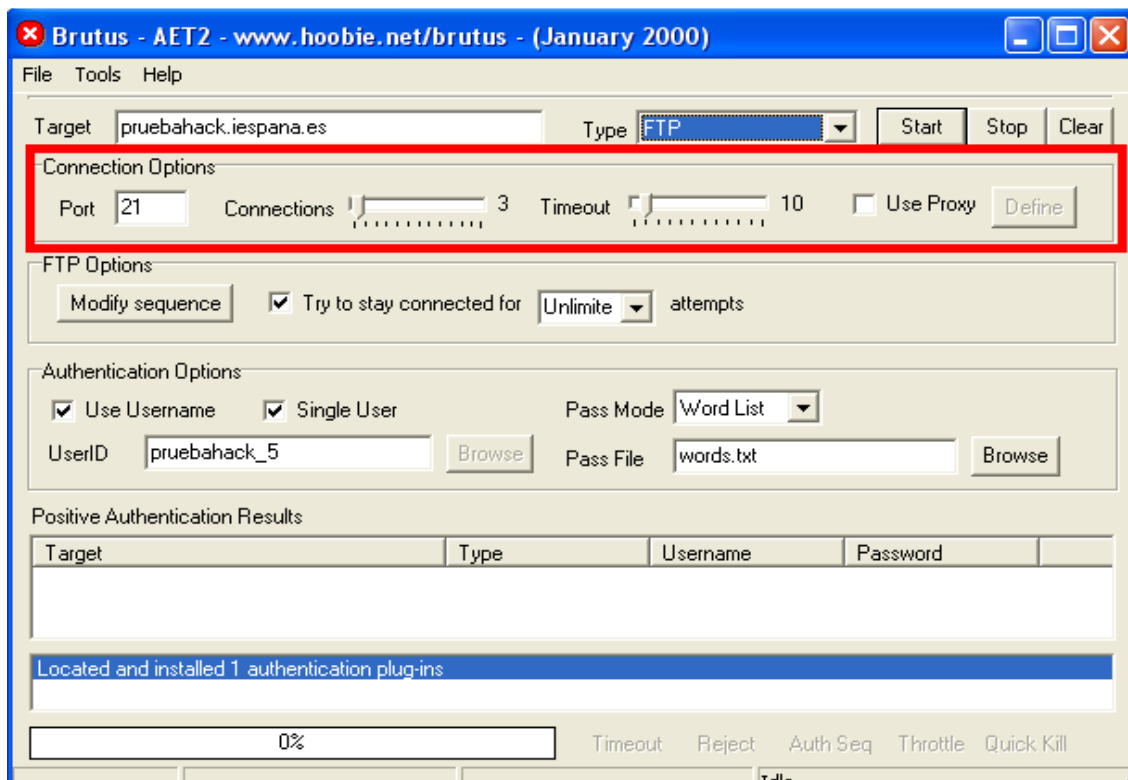 Brutus - AET2 - www.hoobie.net/brutus - (January 2000)
File Tools Help
Target pruebahack.iespana.es Type FTP Start Stop Clear
Connection Options
Port 21 Connections 3 Timeout 10 Use Proxy Define
FTP Options
Modify sequence Try to stay connected for Unlimite attempts
Authentication Options
Use Username Single User Pass Mode Word List
UserID pruebahack_5 Browse Pass File words.txt Browse
Positive Authentication Results
Target Type Username Password
Located and installed 1 authentication plug-ins
0% Timeout Reject Auth Seq Throttle Quick Kill
Idle